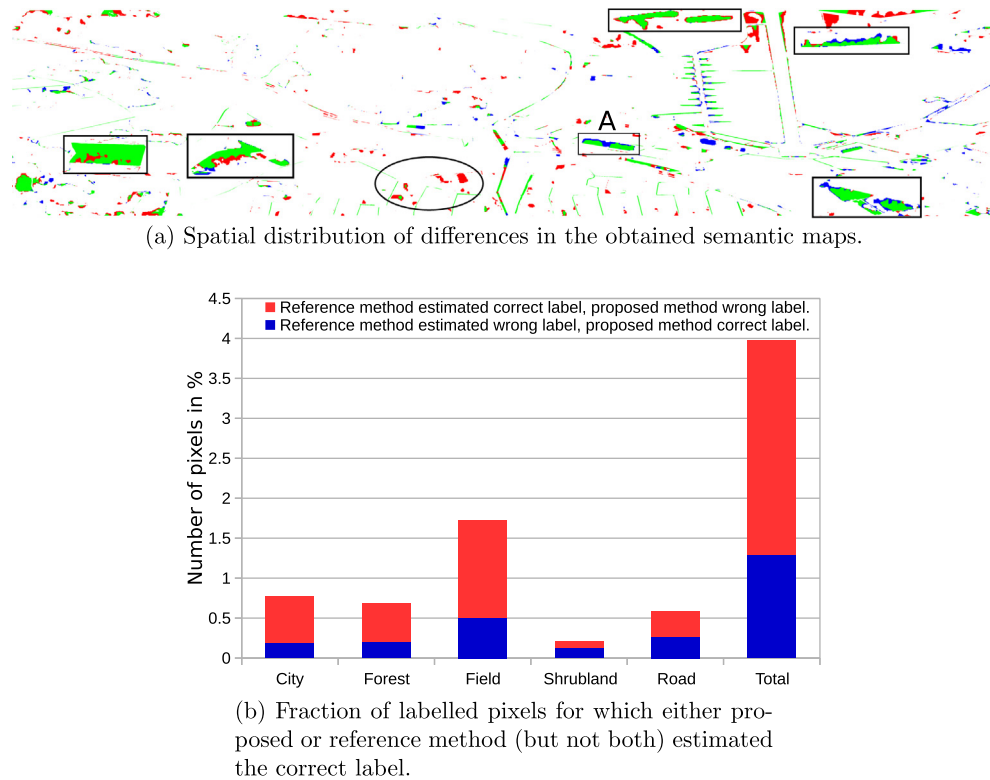 A
(a) Spatial distribution of differences in the obtained semantic maps.
4.5
Reference method estimated correct label, proposed method wrong label.
Reference method estimated wrong label, proposed method correct label.
4
3.5
3
2.5
2
1.5
1
0.5
0
Number of pixels in %
City Forest Field Shrubland Road Total
(b) Fraction of labelled pixels for which either pro-
posed or reference method (but not both) estimated
the correct label.